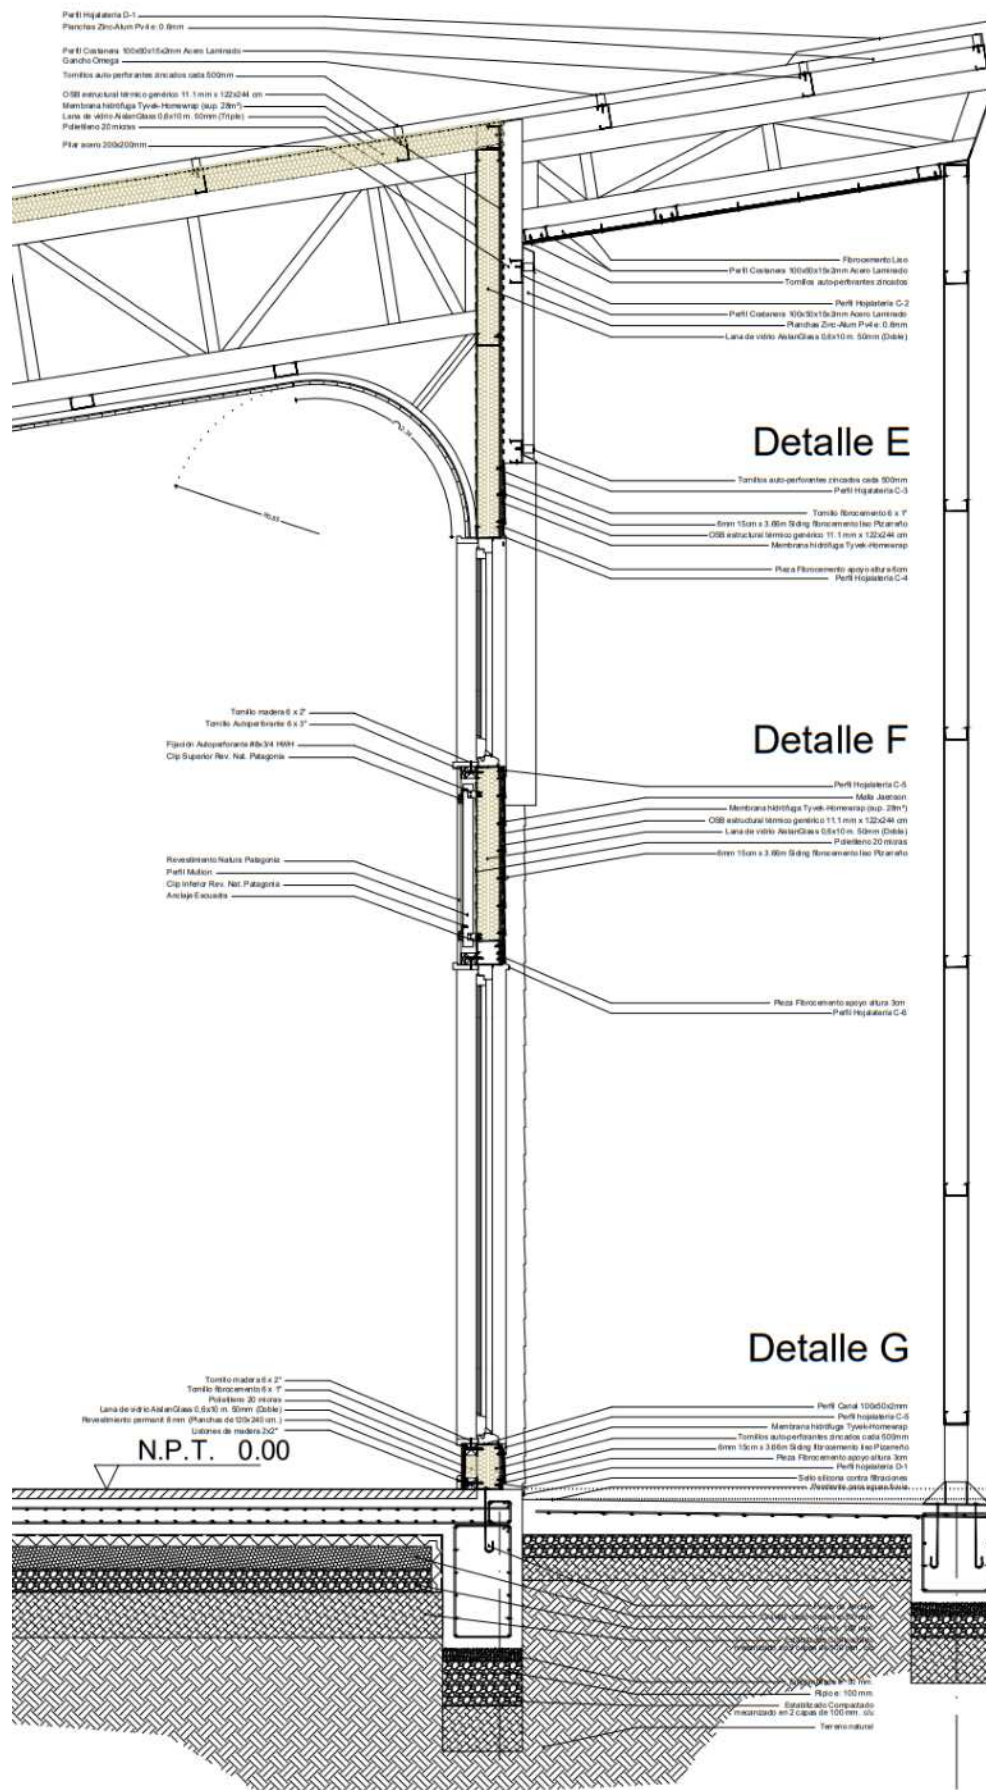 Perfil Hojalatería D-1
Planchas Zinc-Alum Pv4 e: 0.8mm
Perfil Costanera 100x50x15x2mm Acero Laminado
Gancho Omega
Tornillos auto-perforantes zincados cada 500mm
OSB estructural térmico genérico 11.1 mm x 122x244 cm
Membrana hidrófuga Tyvek-Homewrap (sup. 28m²)
Lana de vidrio AislanGlass 0,6x10 m. 50mm (Triple)
Polietileno 20 micras
Pilar acero 200x200mm
Fibrocemento Liso
Perfil Costanera 100x50x15x2mm Acero Laminado
Tornillos auto-perforantes zincados
Perfil Hojalatería C-2
Perfil Costanera 100x50x15x2mm Acero Laminado
Planchas Zinc-Alum Pv4 e: 0.8mm
Lana de vidrio AislanGlass 0,6x10 m. 50mm (Doble)
Detalle E
Tornillos auto-perforantes zincados cada 500mm
Perfil Hojalatería C-3
Tornillo fibrocemento 6 x 1"
6mm 15cm x 3.66m Siding fibrocemento liso Pizarreño
OSB estructural térmico genérico 11.1 mm x 122x244 cm
Membrana hidrófuga Tyvek-Homewrap
Pieza Fibrocemento apoyo altura 6cm
Perfil Hojalatería C-4
Tornillo madera 6 x 2"
Tornillo Autoperforante 6 x 3"
Fijación Autoperforante #8x3/4 HWH
Clip Superior Rev. Nat. Patagonia
Detalle F
Perfil Hojalatería C-5
Malla Jaenson
Membrana hidrófuga Tyvek-Homewrap (sup. 28m²)
OSB estructural térmico genérico 11.1 mm x 122x244 cm
Lana de vidrio AislanGlass 0,6x10 m. 50mm (Doble)
Polietileno 20 micras
6mm 15cm x 3.66m Siding fibrocemento liso Pizarreño
Revestimiento Natura Patagonia
Perfil Mullion
Clip Inferior Rev. Nat. Patagonia
Anclaje Escuadra
Pieza Fibrocemento apoyo altura 3cm
Perfil Hojalatería C-6
Detalle G
Tornillo madera 6 x 2"
Tornillo fibrocemento 6 x 1"
Polietileno 20 micras
Lana de vidrio AislanGlass 0,6x10 m. 50mm (Doble)
Revestimiento permanit 8 mm (Planchas de 120x240 cm.)
Listones de madera 2x2"
Perfil Canal 100x50x2mm
Perfil hojalatería C-5
Membrana hidrófuga Tyvek-Homewrap
Tornillos auto-perforantes zincados cada 500mm
6mm 15cm x 3.66m Siding fibrocemento liso Pizarreño
Pieza Fibrocemento apoyo altura 3cm
Perfil hojalatería D-1
Sello silicona contra filtraciones
Pendiente para aguas lluvia
N.P.T. 0.00
Ripio e: 100 mm.
Estabilizado Compactado
mecanizado en 2 capas de 100 mm. c/u
Terreno natural